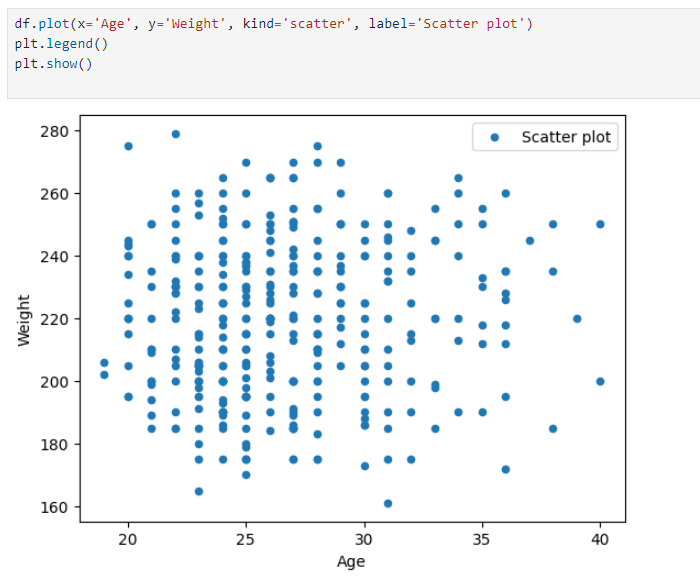 df.plot(x='Age', y='Weight', kind='scatter', label='Scatter plot')
plt.legend()
plt.show()
Scatter plot
280
260
240
220
200
180
160
Weight
20 25 30 35 40
Age